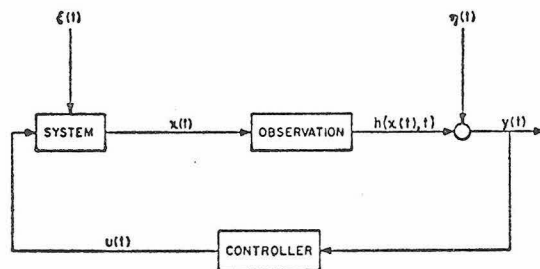 ξ(t)
η(t)
SYSTEM
x(t)
OBSERVATION
h(x(t),t)
y(t)
u(t)
CONTROLLER